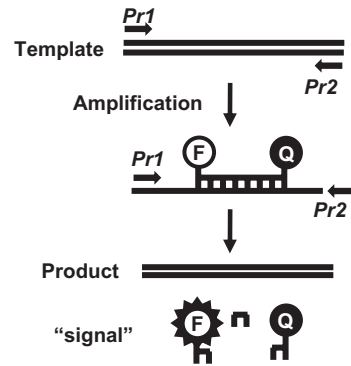 Pr1
Template
Pr2
Amplification
F Q
Pr1
Pr2
Product
"signal" F Q